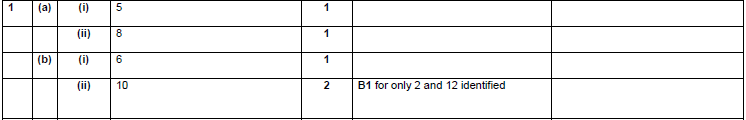 1 (a) (i) 5 1
(ii) 8 1
(b) (i) 6 1
(ii) 10 2 B1 for only 2 and 12 identified